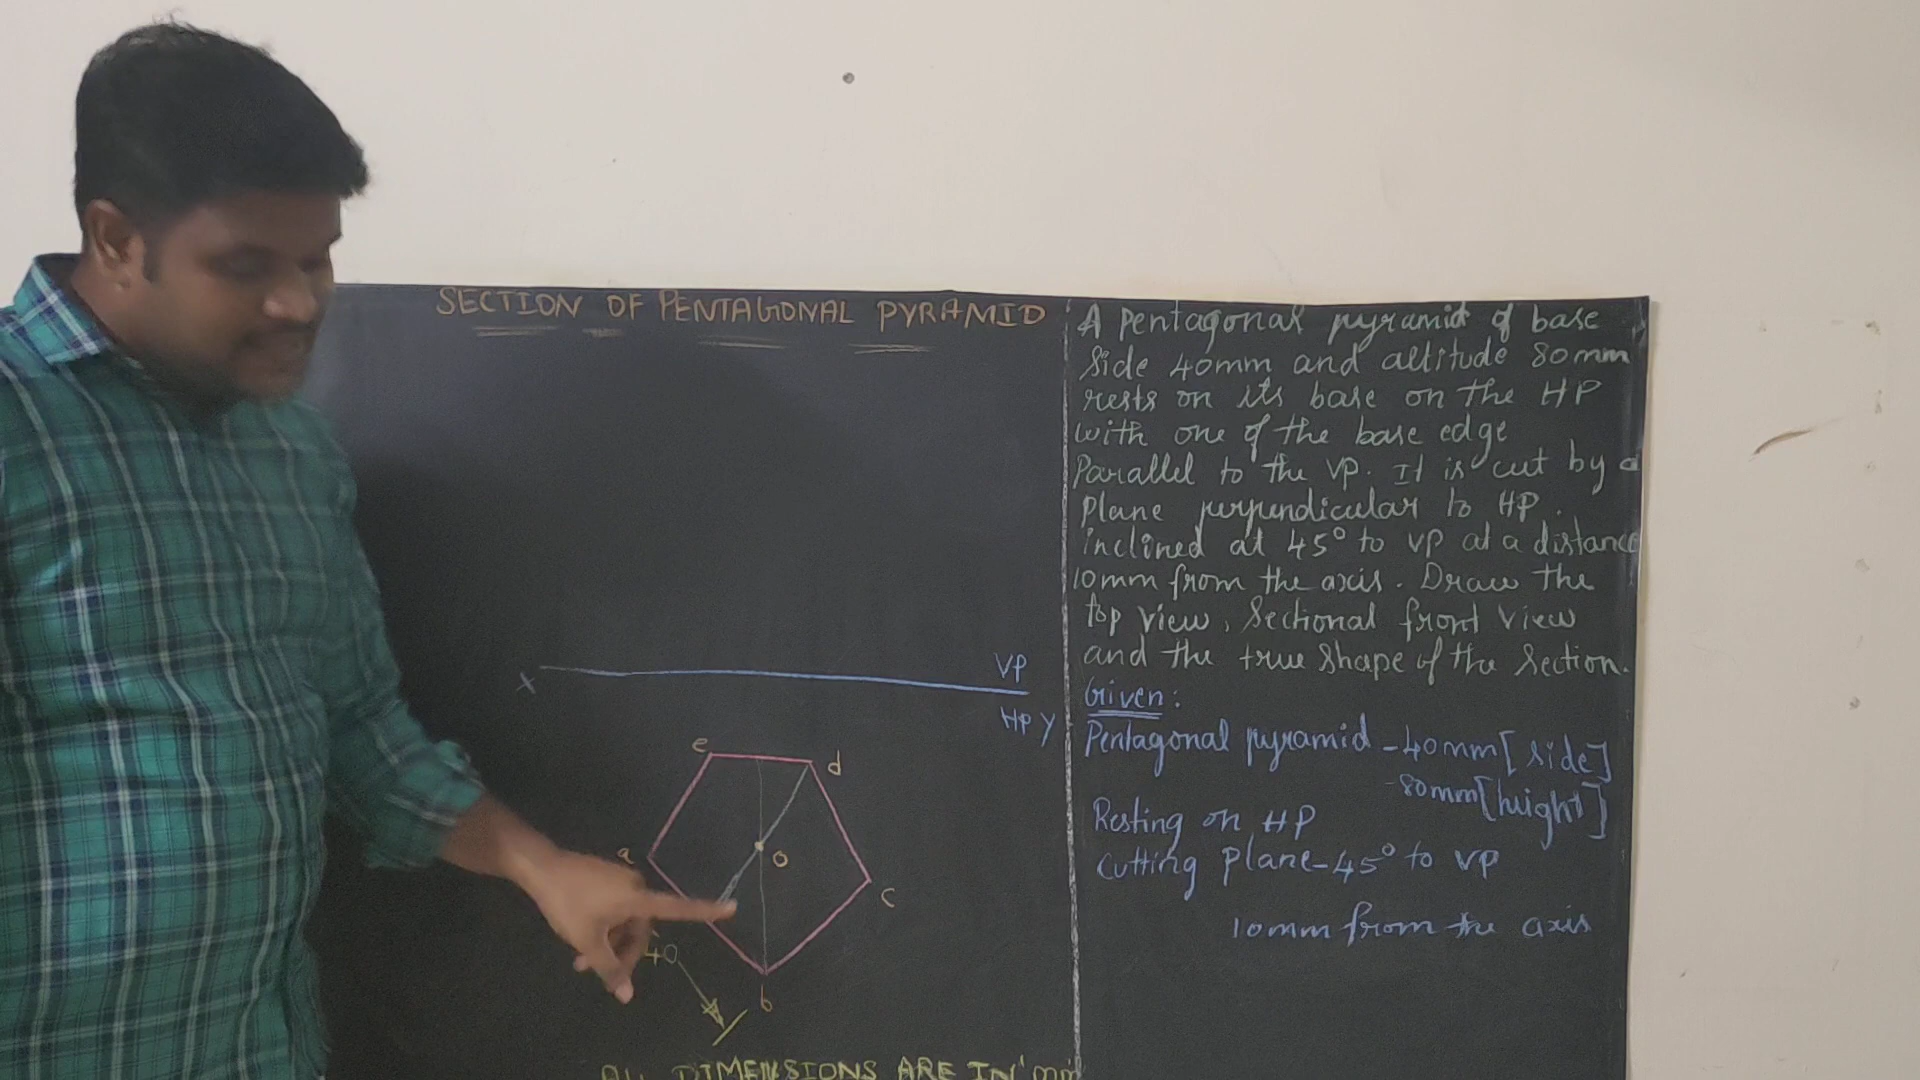 SECTION OF PENTAGONAL PYRAMID
A Pentagonal pyramid of base
side 40mm and altitude 80mm
rests on its base on the HP
with one of the base edge
Parallel to the VP. It is cut by a
plane perpendicular to HP.
inclined at 45° to VP at a distance
10mm from the axis. Draw the
top view, Sectional front view
and the true shape of the section.
Given:
Pentagonal pyramid - 40mm [side]
- 80mm [height]
Resting on HP
Cutting plane - 45° to VP
10mm from the axis
X
VP
HP Y
e
d
a
o
c
40
b
ALL DIMENSIONS ARE IN 'mm'